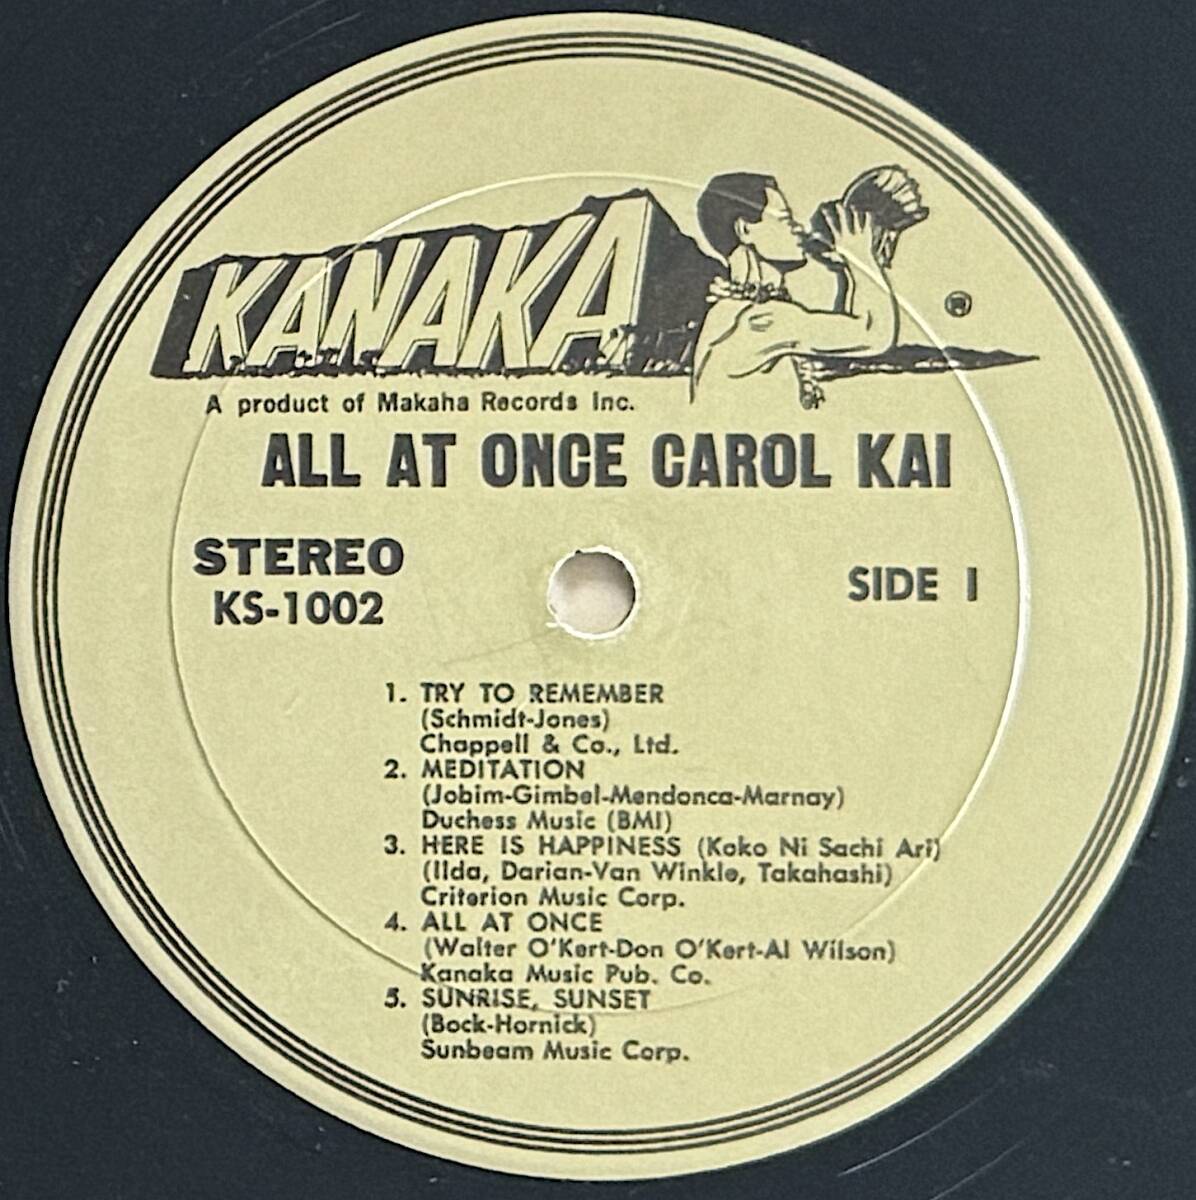 KANAKA
®
A product of Makaha Records Inc.
ALL AT ONCE CAROL KAI
STEREO
KS-1002
SIDE 1
1. TRY TO REMEMBER
(Schmidt-Jones)
Chappell & Co., Ltd.
2. MEDITATION
(Jobim-Gimbel-Mendonca-Marnay)
Duchess Music (BMI)
3. HERE IS HAPPINESS (Koko Ni Sachi Ari)
(Ilda, Darian-Van Winkle, Takahashi)
Criterion Music Corp.
4. ALL AT ONCE
(Walter O'Kert-Don O'Kert-Al Wilson)
Kanaka Music Pub. Co.
5. SUNRISE, SUNSET
(Bock-Hornick)
Sunbeam Music Corp.